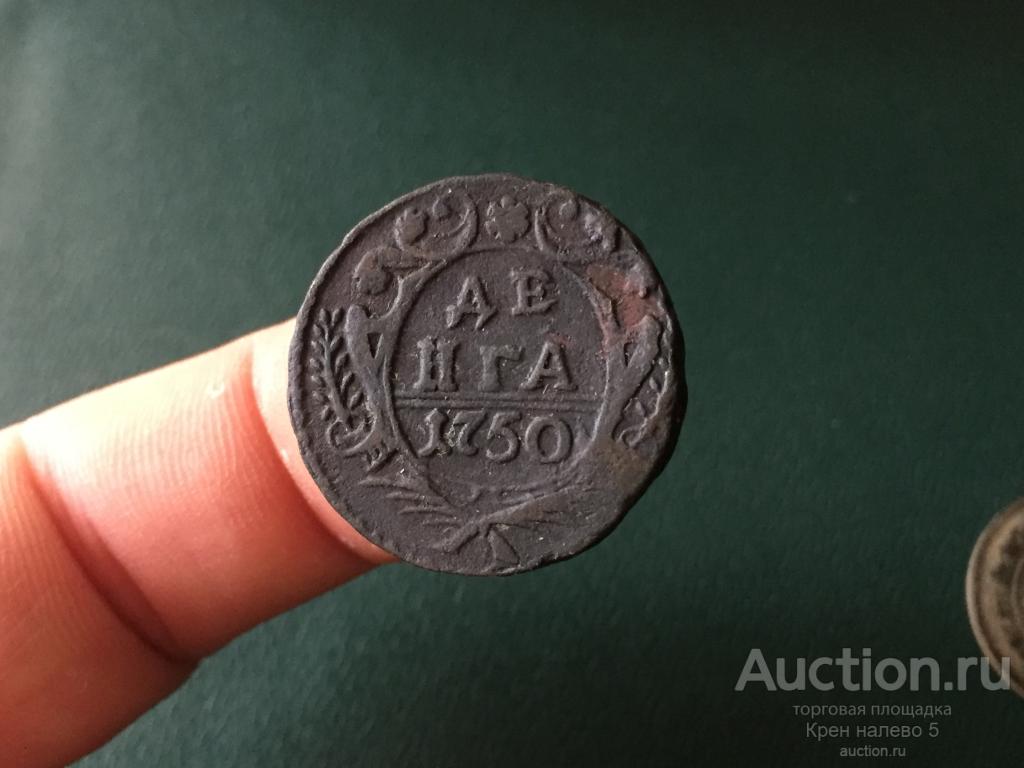 ДЕ
НГА
1750
Auction.ru
торговая площадка
Крен налево 5
auction.ru